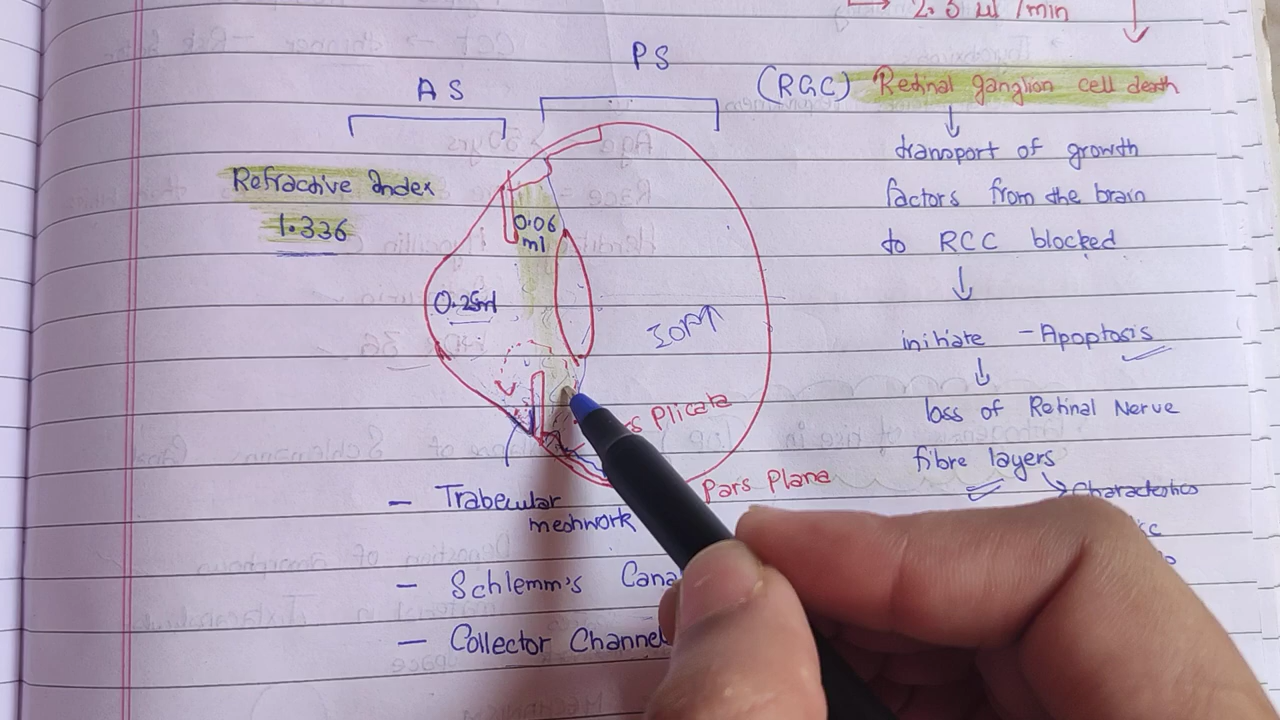 2.5 µl /min
PS
AS
(RGC) Retinal ganglion cell death
transport of growth
factors from the brain
to RCC blocked
initiate - Apoptosis
loss of Retinal Nerve
fibre layers
Characteristics
Refractive Index
1.336
0.06
ml
0.25ml
IOP↑
Plicata
Pars Plana
- Trabecular
meshwork
- Schlemm's
- Collector Channel